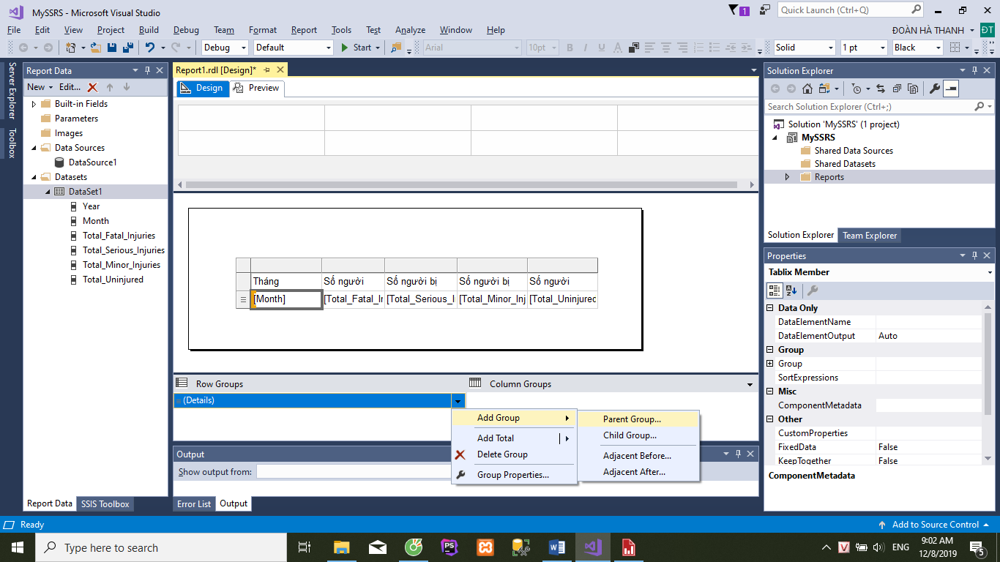 MySSRS - Microsoft Visual Studio
1
Quick Launch (Ctrl+Q)
File Edit View Project Build Debug Team Format Report Tools Test Analyze Window Help
ĐOÀN HÀ THANH
ĐT
Debug
Default
Start
Arial
10pt
B I U A
Solid
1 pt
Black
Server Explorer
Toolbox
Report Data
New
Edit...
Built-in Fields
Parameters
Images
Data Sources
DataSource1
Datasets
DataSet1
Year
Month
Total_Fatal_Injuries
Total_Serious_Injuries
Total_Minor_Injuries
Total_Uninjured
Report Data
SSIS Toolbox
Report1.rdl [Design]*
Design
Preview
Tháng Số người Số người bị Số người bị Số người
[Month] [Total_Fatal_Ir [Total_Serious_I [Total_Minor_Inj [Total_Uninjurec
Row Groups
Column Groups
(Details)
Add Group
Add Total
Delete Group
Group Properties...
Parent Group...
Child Group...
Adjacent Before...
Adjacent After...
Output
Show output from:
Error List
Output
Solution Explorer
Search Solution Explorer (Ctrl+;)
Solution 'MySSRS' (1 project)
MySSRS
Shared Data Sources
Shared Datasets
Reports
Solution Explorer
Team Explorer
Properties
Tablix Member
Data Only
DataElementName
DataElementOutput Auto
Group
Group
SortExpressions
Misc
ComponentMetadata
Other
CustomProperties
FixedData False
KeepTogether False
ComponentMetadata
Ready
Add to Source Control
Type here to search
PS
V
ENG
9:02 AM
12/8/2019
5